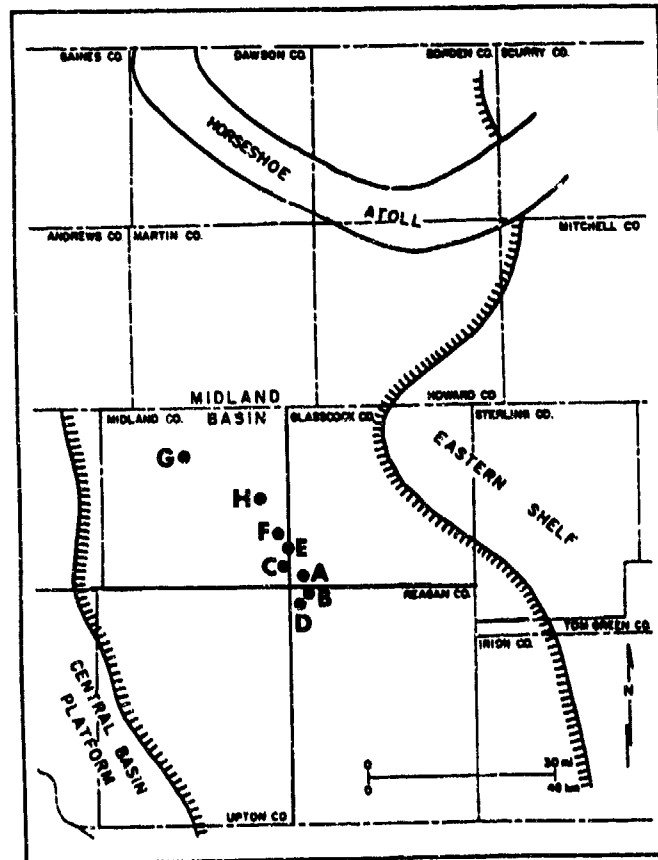 GAINES CO.
DAWSON CO.
BORDEN CO.
SCURRY CO.
HORSESHOE
ATOLL
ANDREWS CO
MARTIN CO.
MITCHELL CO
MIDLAND
BASIN
HOWARD CO.
MIDLAND CO.
GLASSCOCK CO.
STERLING CO.
EASTERN SHELF
G
H
F
E
C
A
B
D
REAGAN CO.
TOM GREEN CO.
IRION CO.
CENTRAL BASIN
PLATFORM
N
0
30 mi
0
48 km
UPTON CO